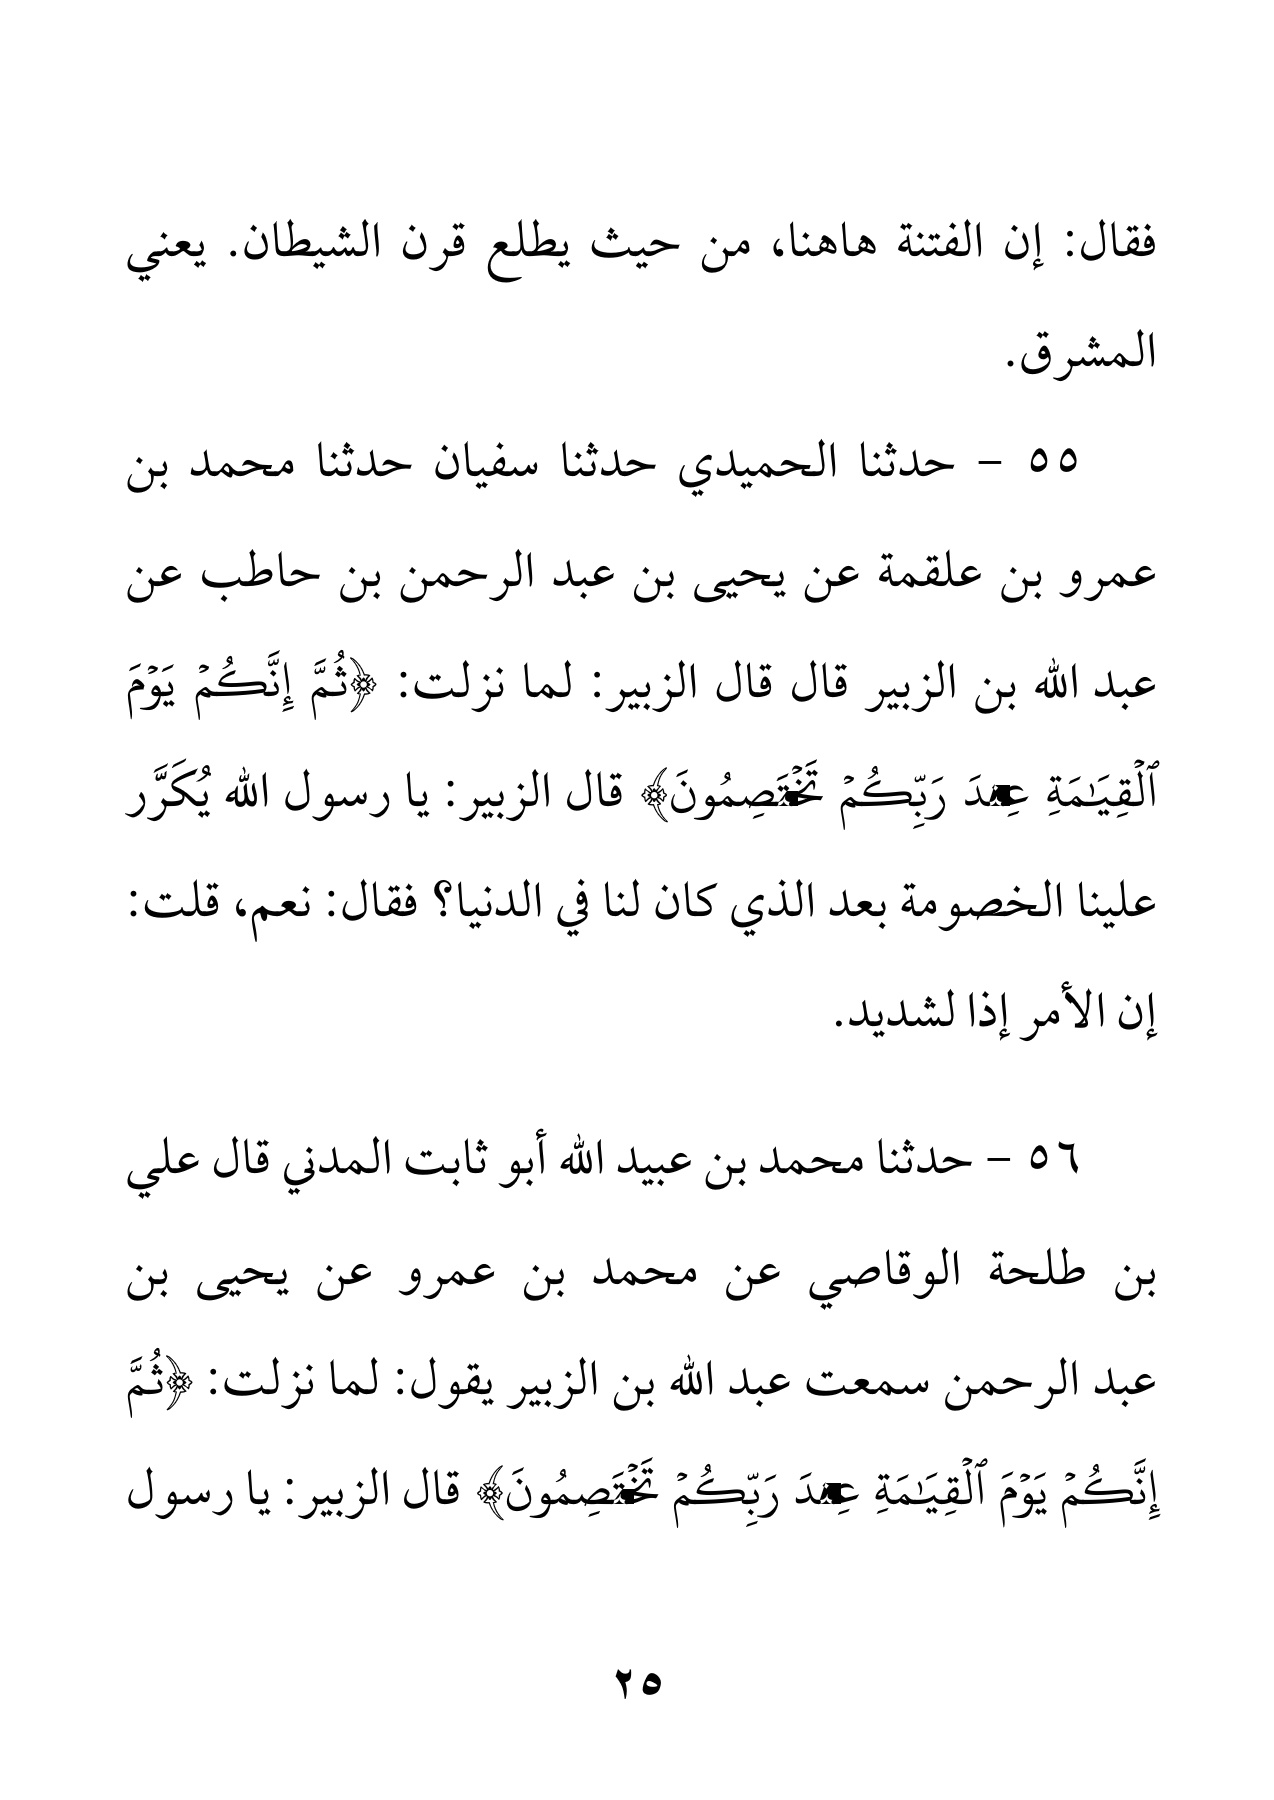 فقال: إن الفتنة هاهنا، من حيث يطلع قرن الشيطان. يعني
المشرق.
٥٥ – حدثنا الحميدي حدثنا سفيان حدثنا محمد بن
عمرو بن علقمة عن يحيى بن عبد الرحمن بن حاطب عن
عبد الله بن الزبير قال قال الزبير: لما نزلت: ﴿ثُمَّ إِنَّكُمۡ يَوۡمَ
ٱلۡقِيَٰمَةِ عِندَ رَبِّكُمۡ تَخۡتَصِمُونَ﴾ قال الزبير: يا رسول الله يُكَرَّر
علينا الخصومة بعد الذي كان لنا في الدنيا؟ فقال: نعم، قلت:
إن الأمر إذا لشديد.
٥٦ – حدثنا محمد بن عبيد الله أبو ثابت المدني قال علي
بن طلحة الوقاصي عن محمد بن عمرو عن يحيى بن
عبد الرحمن سمعت عبد الله بن الزبير يقول: لما نزلت: ﴿ثُمَّ
إِنَّكُمۡ يَوۡمَ ٱلۡقِيَٰمَةِ عِندَ رَبِّكُمۡ تَخۡتَصِمُونَ﴾ قال الزبير: يا رسول
٢٥